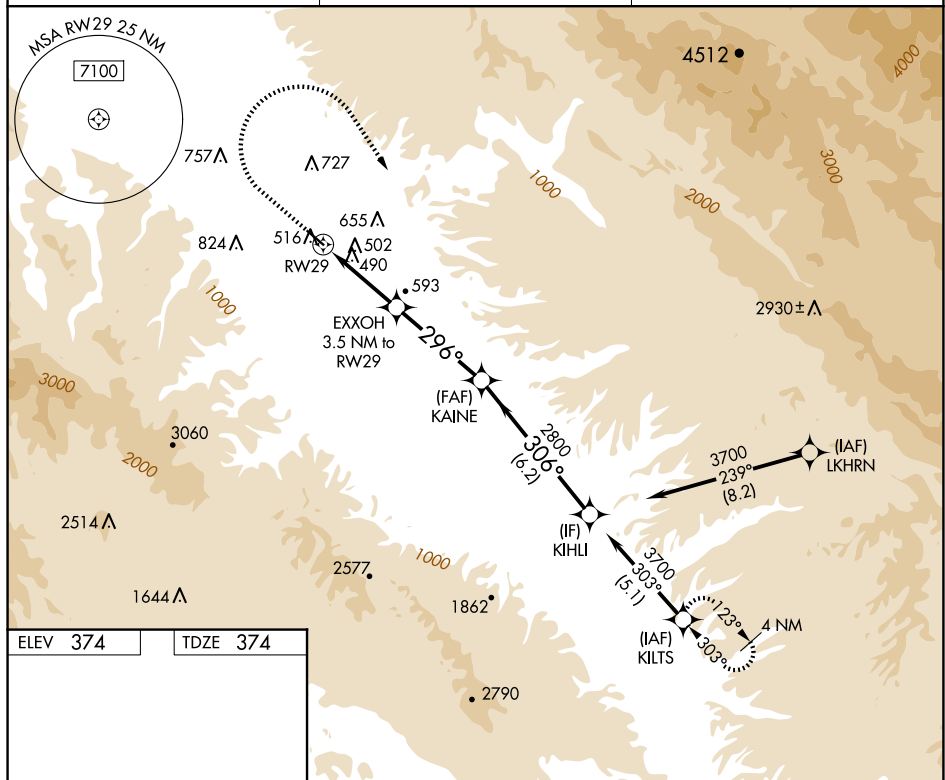 MSA RW29 25 NM
7100
4512
4000
3000
757
727
1000
2000
655
516
502
490
824
RW29
593
1000
EXXOH
3.5 NM to
RW29
2930±
296°
(FAF)
KAINE
3000
3060
2000
2800
306°
(6.2)
3700
239°
(8.2)
(IAF)
LKHRN
2514
(IF)
KIHLI
1000
2577
1862
1644
3700
303°
(5.1)
123°
4 NM
303°
(IAF)
KILTS
ELEV 374
TDZE 374
2790